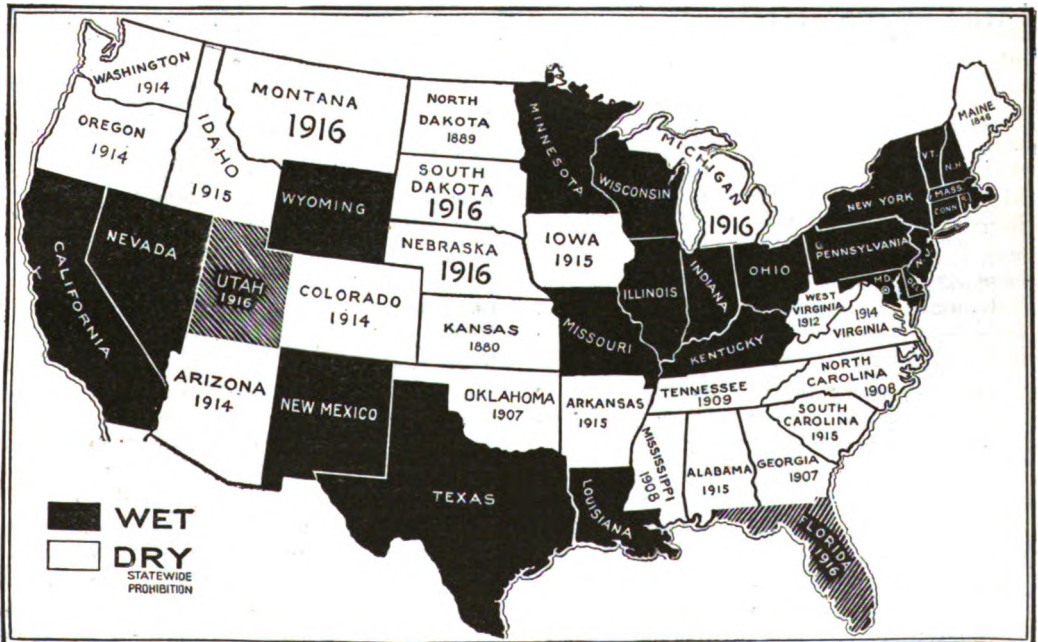 WASHINGTON
1914
OREGON
1914
IDAHO
1915
MONTANA
1916
NORTH
DAKOTA
1889
SOUTH
DAKOTA
1916
NEBRASKA
1916
KANSAS
1880
WYOMING
NEVADA
CALIFORNIA
UTAH
1916
COLORADO
1914
ARIZONA
1914
NEW MEXICO
OKLAHOMA
1907
TEXAS
MINNESOTA
IOWA
1915
MISSOURI
ARKANSAS
1915
LOUISIANA
WISCONSIN
MICHIGAN
1916
ILLINOIS
INDIANA
OHIO
KENTUCKY
TENNESSEE
1909
MISSISSIPPI
1908
ALABAMA
1915
GEORGIA
1907
FLORIDA
1916
SOUTH
CAROLINA
1915
NORTH
CAROLINA
1908
1914
VIRGINIA
WEST
VIRGINIA
1912
MD.
PENNSYLVANIA
N.J.
NEW YORK
VT.
N.H.
MASS.
CONN
MAINE
1846
WET
DRY
STATEWIDE
PROHIBITION